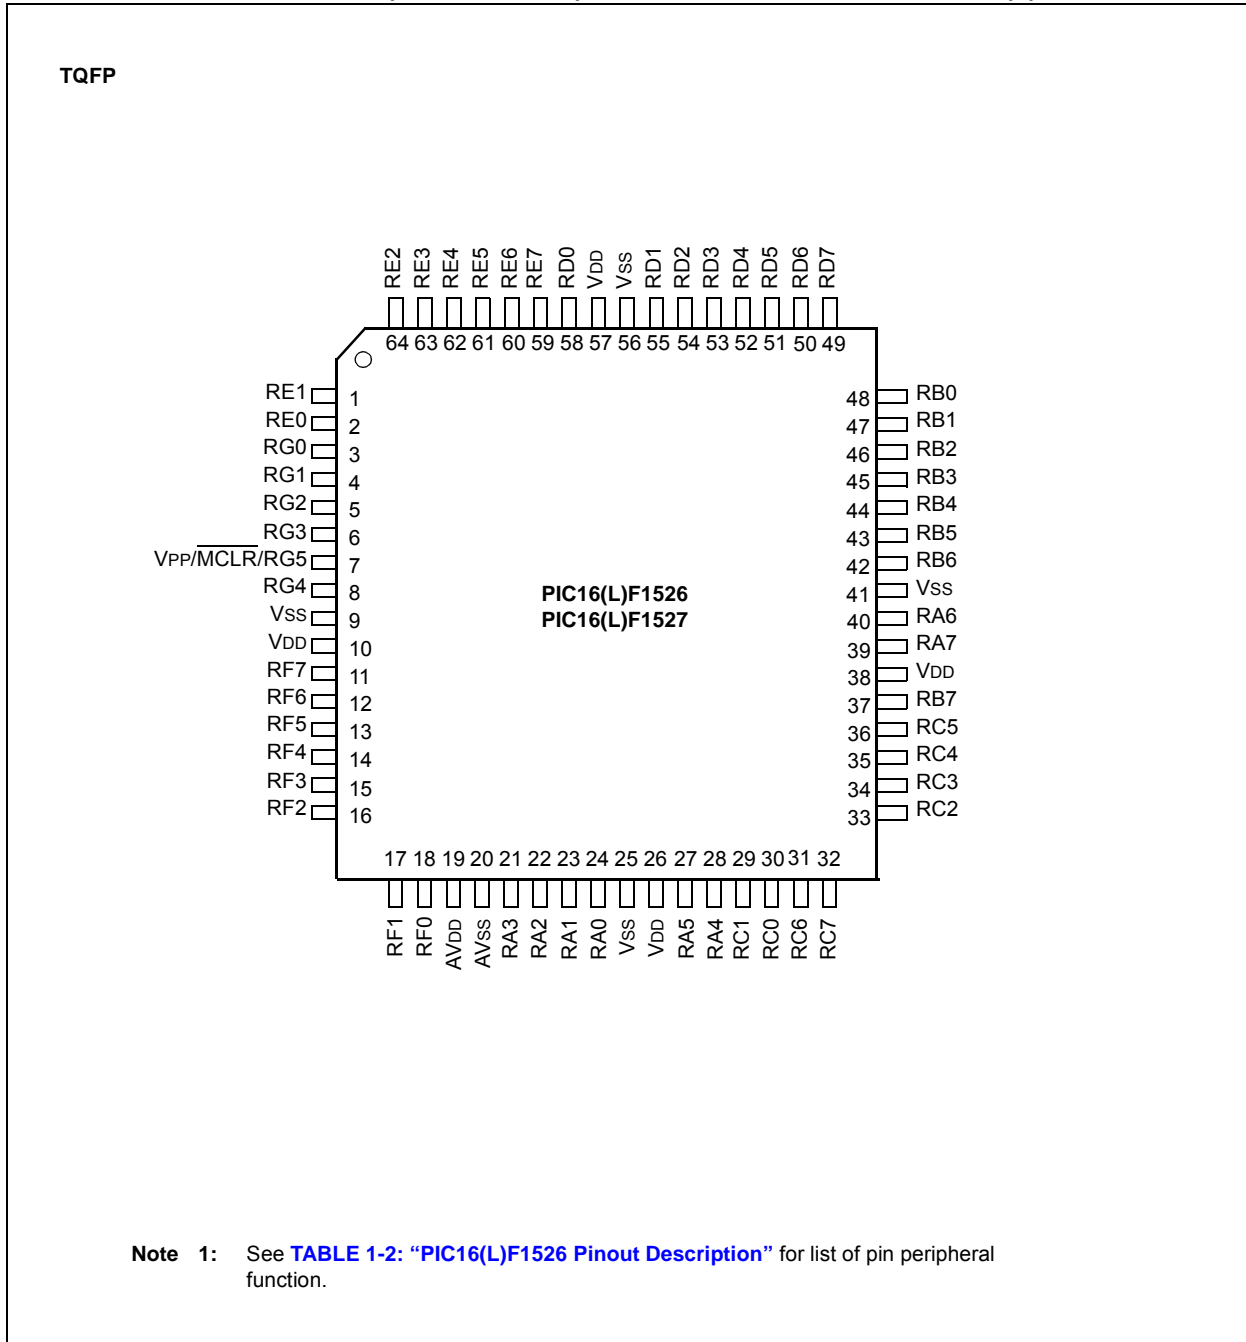 TQFP
RE2 RE3 RE4 RE5 RE6 RE7 RD0 VDD VSS RD1 RD2 RD3 RD4 RD5 RD6 RD7
64 63 62 61 60 59 58 57 56 55 54 53 52 51 50 49
RE1 1 48 RB0
RE0 2 47 RB1
RG0 3 46 RB2
RG1 4 45 RB3
RG2 5 44 RB4
RG3 6 43 RB5
VPP/MCLR/RG5 7 42 RB6
RG4 8 41 VSS
VSS 9 40 RA6
VDD 10 39 RA7
RF7 11 38 VDD
RF6 12 37 RB7
RF5 13 36 RC5
RF4 14 35 RC4
RF3 15 34 RC3
RF2 16 33 RC2
PIC16(L)F1526
PIC16(L)F1527
17 18 19 20 21 22 23 24 25 26 27 28 29 30 31 32
RF1 RF0 AVDD AVSS RA3 RA2 RA1 RA0 VSS VDD RA5 RA4 RC1 RC0 RC6 RC7
Note 1: See TABLE 1-2: “PIC16(L)F1526 Pinout Description” for list of pin peripheral
function.